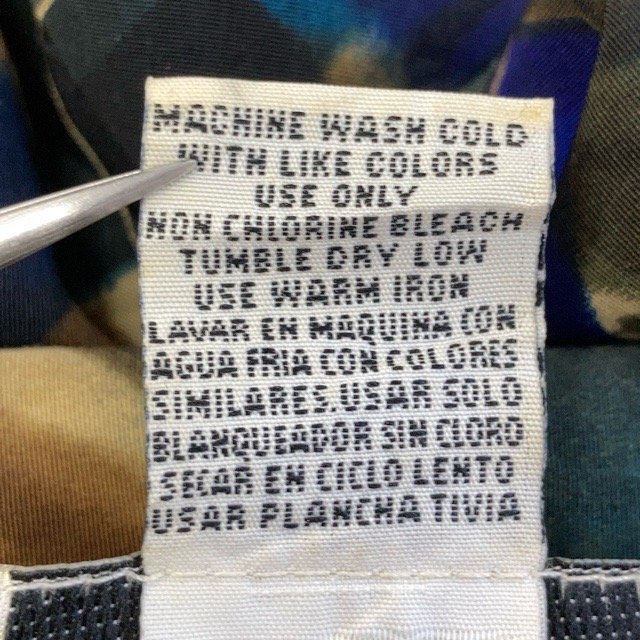 MACHINE WASH COLD
WITH LIKE COLORS
USE ONLY
NON CHLORINE BLEACH
TUMBLE DRY LOW
USE WARM IRON
LAVAR EN MAQUINA CON
AGUA FRIA CON COLORES
SIMILARES. USAR SOLO
BLANQUEADOR SIN CLORO
SECAR EN CICLO LENTO
USAR PLANCHA TIVIA